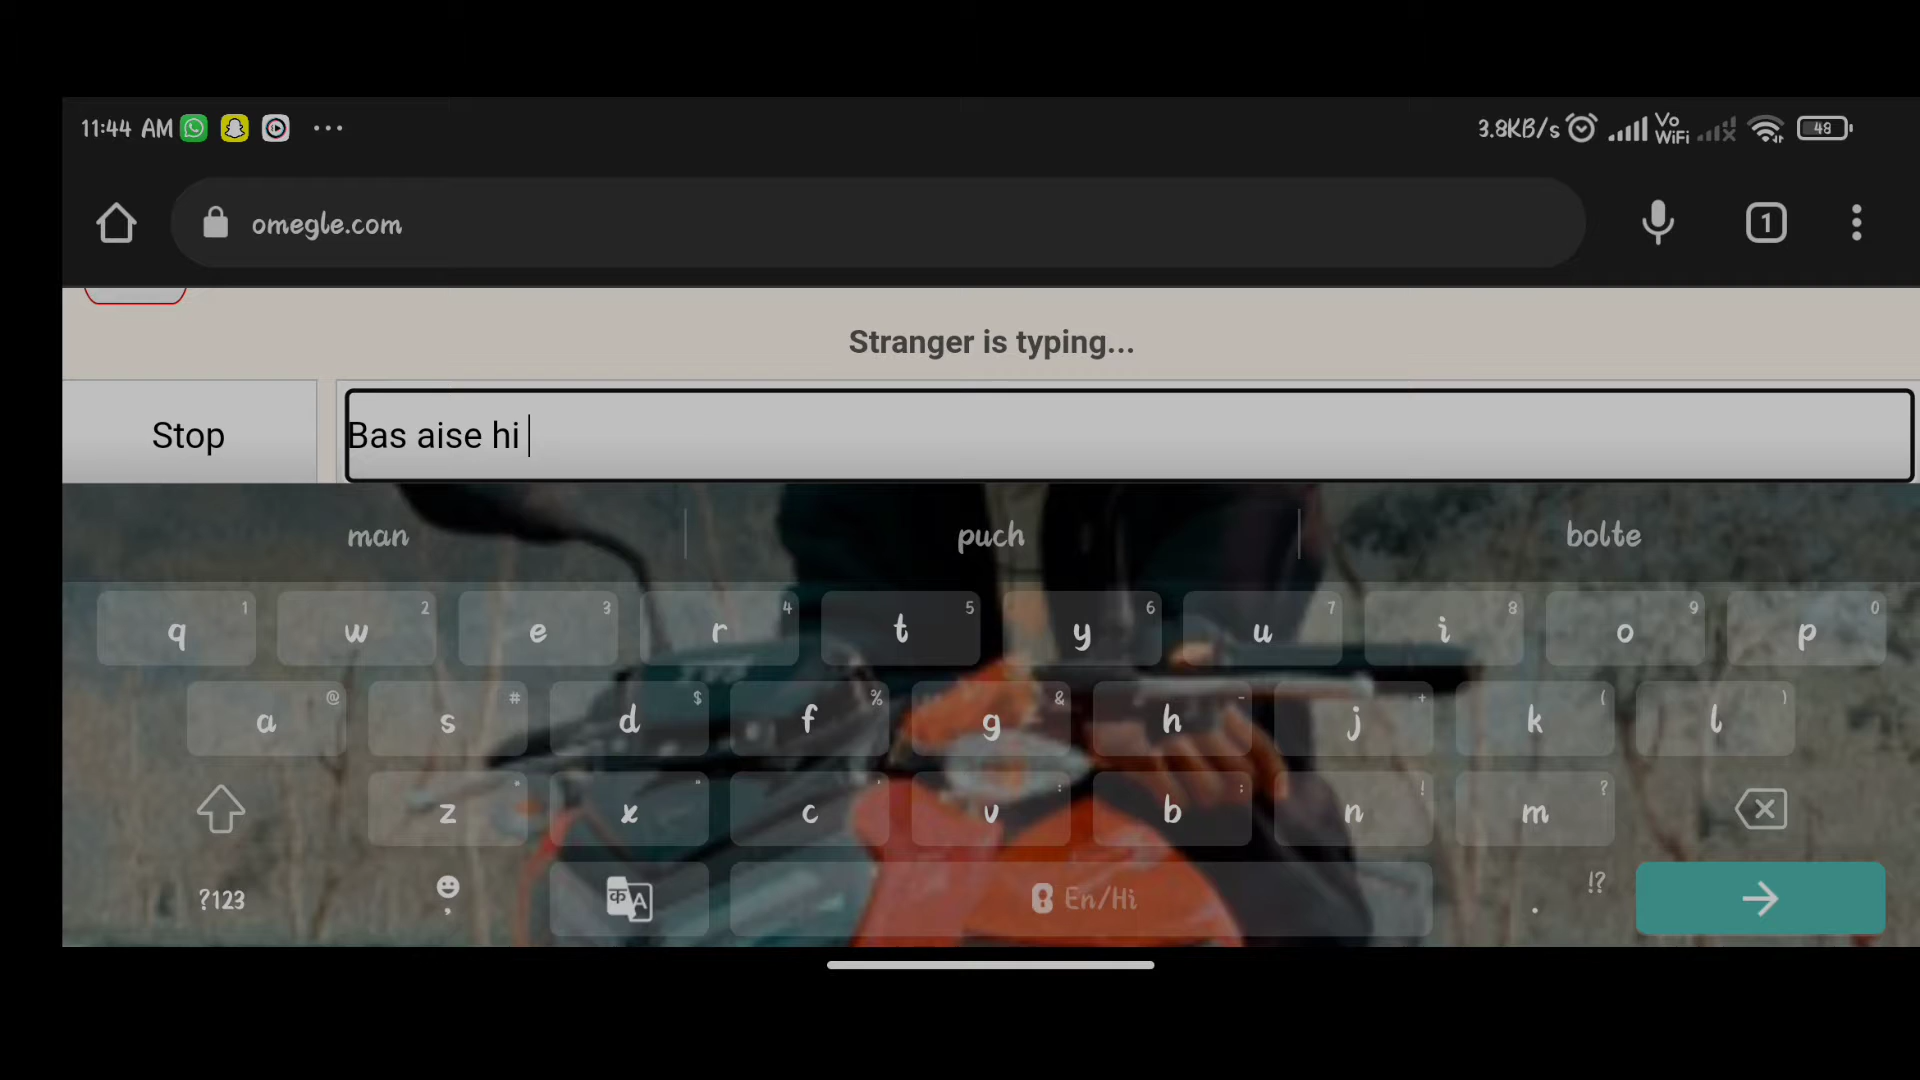 11:44 AM ... 3.8KB/s Vo WiFi 48
omegle.com 1
Stranger is typing...
Stop Bas aise hi
man puch bolte
q 1 w 2 e 3 r 4 t 5 y 6 u 7 i 8 o 9 p 0
a @ s # d $ f % g & h - j + k ( l )
z * x " c ' v : b ; n ! m ?
?123 , क A En/Hi . !?